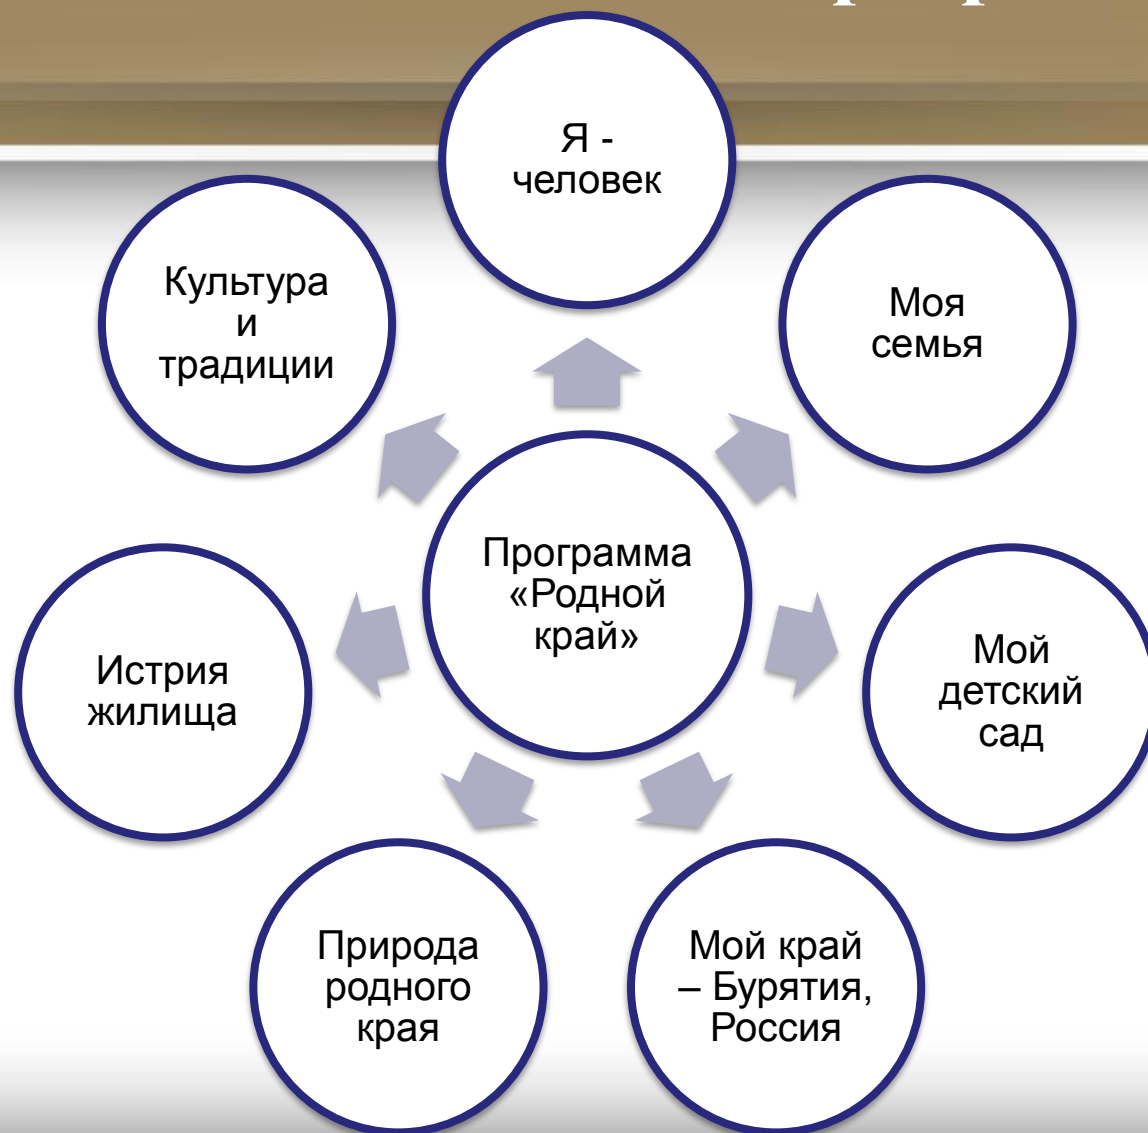 Я -
человек
Моя
семья
Мой
детский
сад
Мой край
– Бурятия,
Россия
Природа
родного
края
Истрия
жилища
Культура
и
традиции
Программа
«Родной
край»